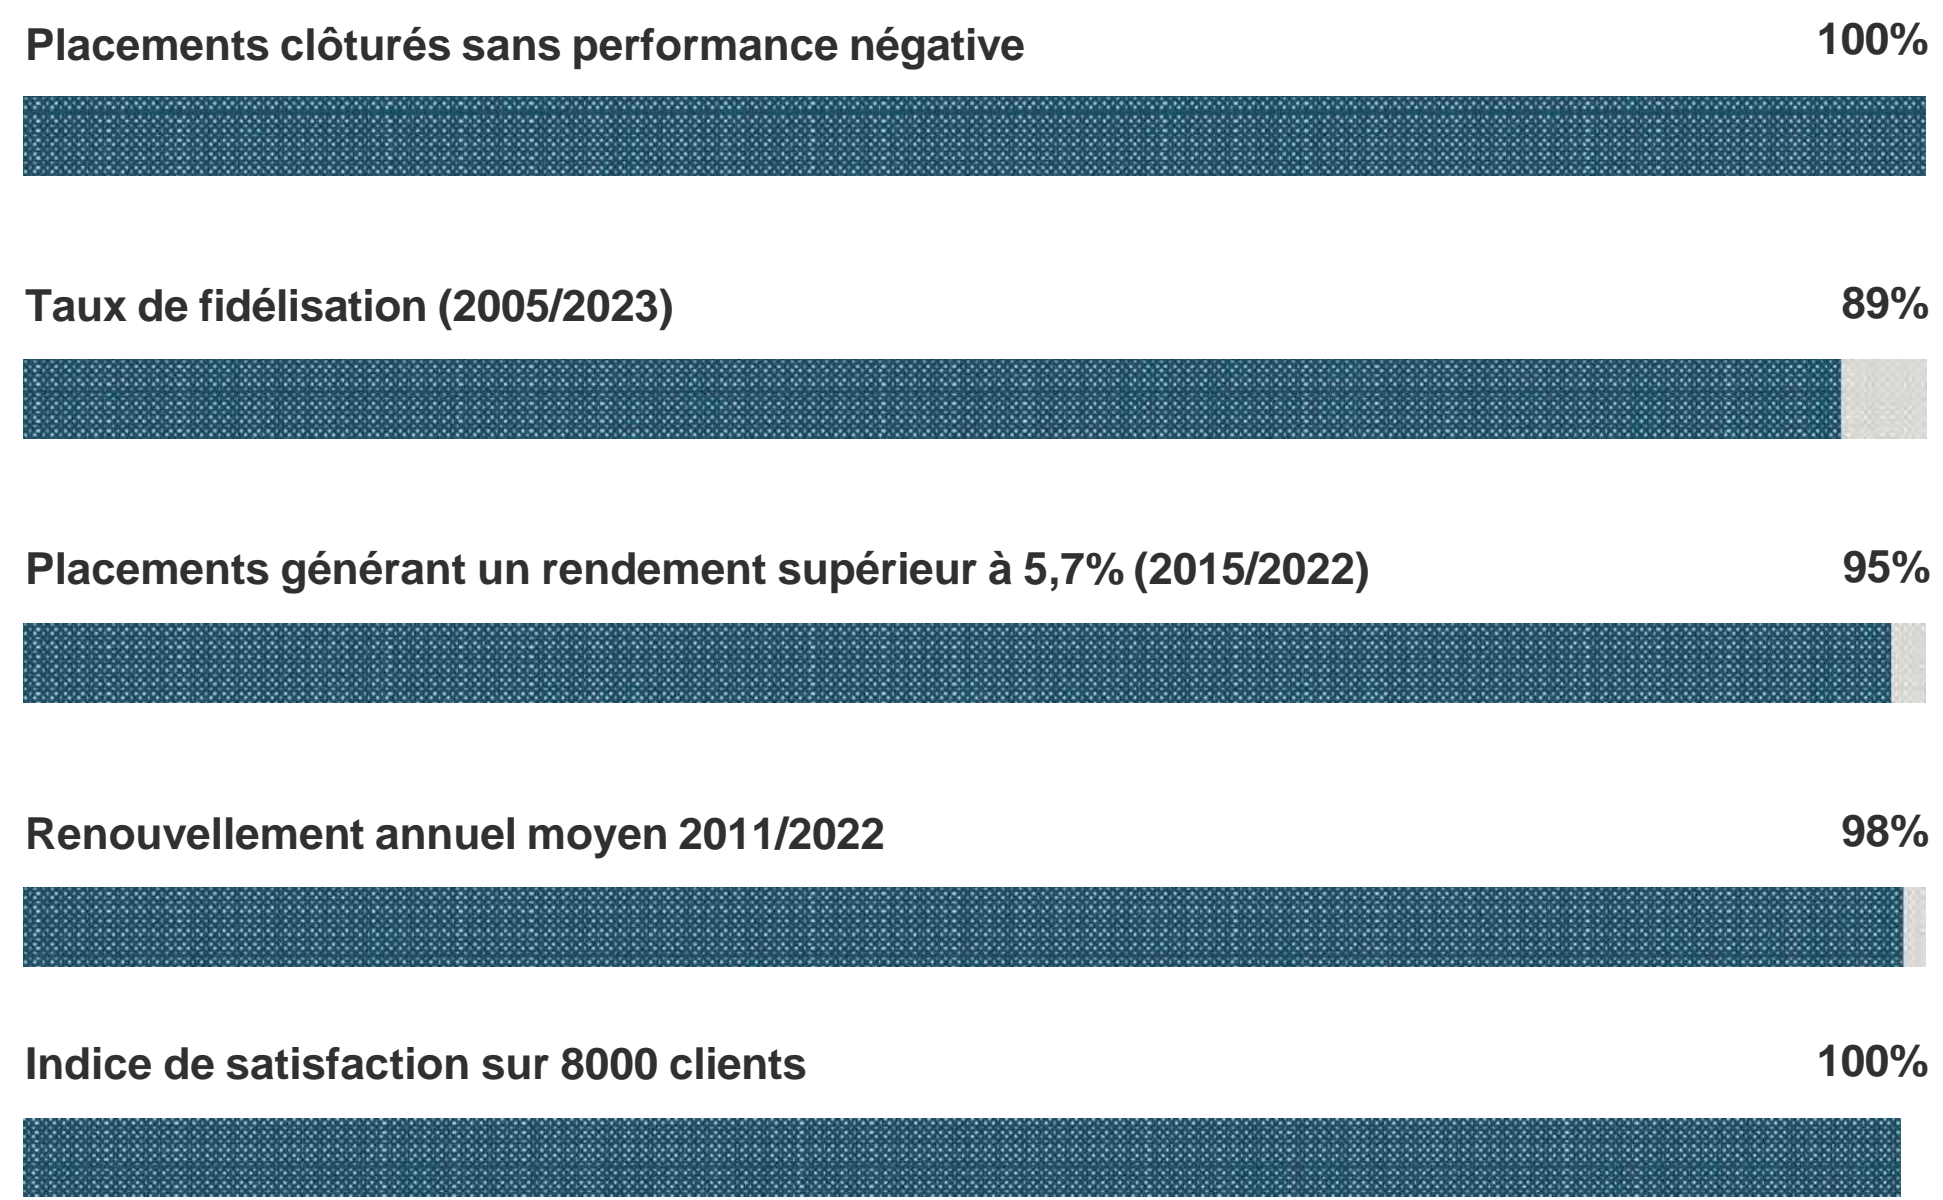 Placements clôturés sans performance négative 100%
Taux de fidélisation (2005/2023) 89%
Placements générant un rendement supérieur à 5,7% (2015/2022) 95%
Renouvellement annuel moyen 2011/2022 98%
Indice de satisfaction sur 8000 clients 100%